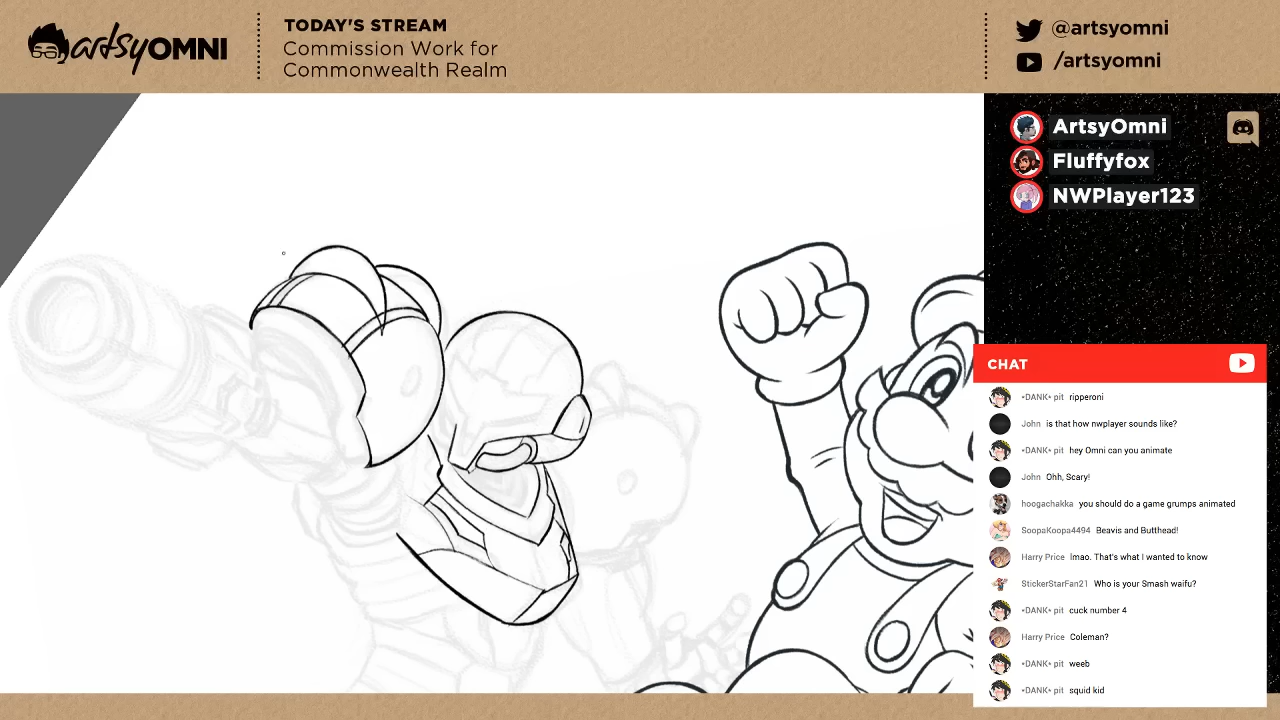 artsyOMNI
TODAY'S STREAM
Commission Work for
Commonwealth Realm
@artsyomni
/artsyomni
ArtsyOmni
Fluffyfox
NWPlayer123
CHAT
*DANK* pit ripperoni
John is that how nwplayer sounds like?
*DANK* pit hey Omni can you animate
John Ohh, Scary!
hoogachakka you should do a game grumps animated
SoopaKoopa4494 Beavis and Butthead!
Harry Price lmao. That's what I wanted to know
StickerStarFan21 Who is your Smash waifu?
*DANK* pit cuck number 4
Harry Price Coleman?
*DANK* pit weeb
*DANK* pit squid kid